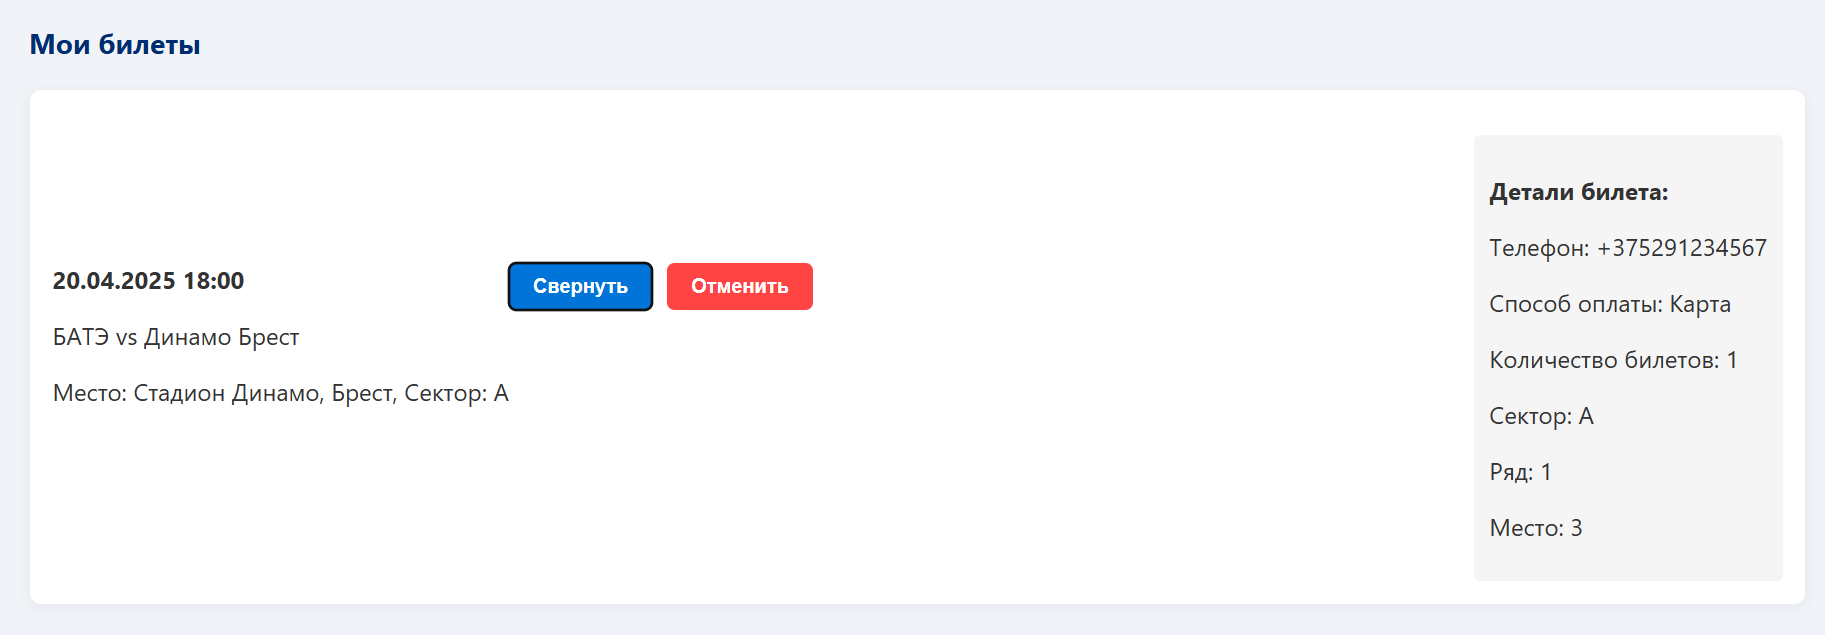 Мои билеты
20.04.2025 18:00
БАТЭ vs Динамо Брест
Место: Стадион Динамо, Брест, Сектор: А
Свернуть
Отменить
Детали билета:
Телефон: +375291234567
Способ оплаты: Карта
Количество билетов: 1
Сектор: А
Ряд: 1
Место: 3